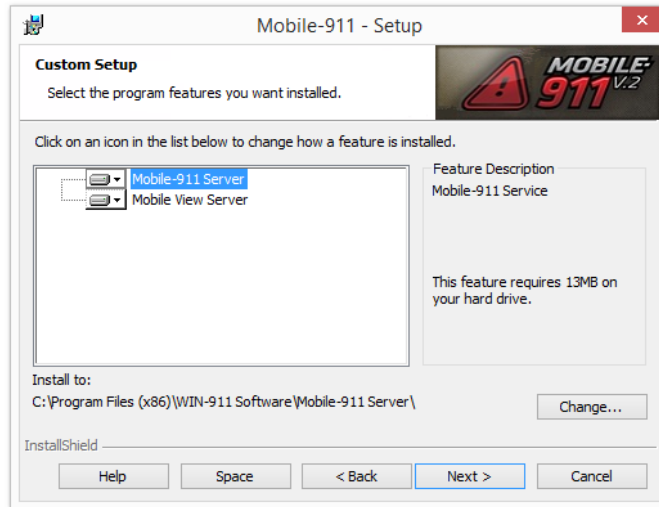 Mobile-911 - Setup
Custom Setup
Select the program features you want installed.
MOBILE-
911 V.2
Click on an icon in the list below to change how a feature is installed.
Mobile-911 Server
Mobile View Server
Feature Description
Mobile-911 Service
This feature requires 13MB on
your hard drive.
Install to:
C:\Program Files (x86)\WIN-911 Software\Mobile-911 Server\
Change...
InstallShield
Help
Space
< Back
Next >
Cancel